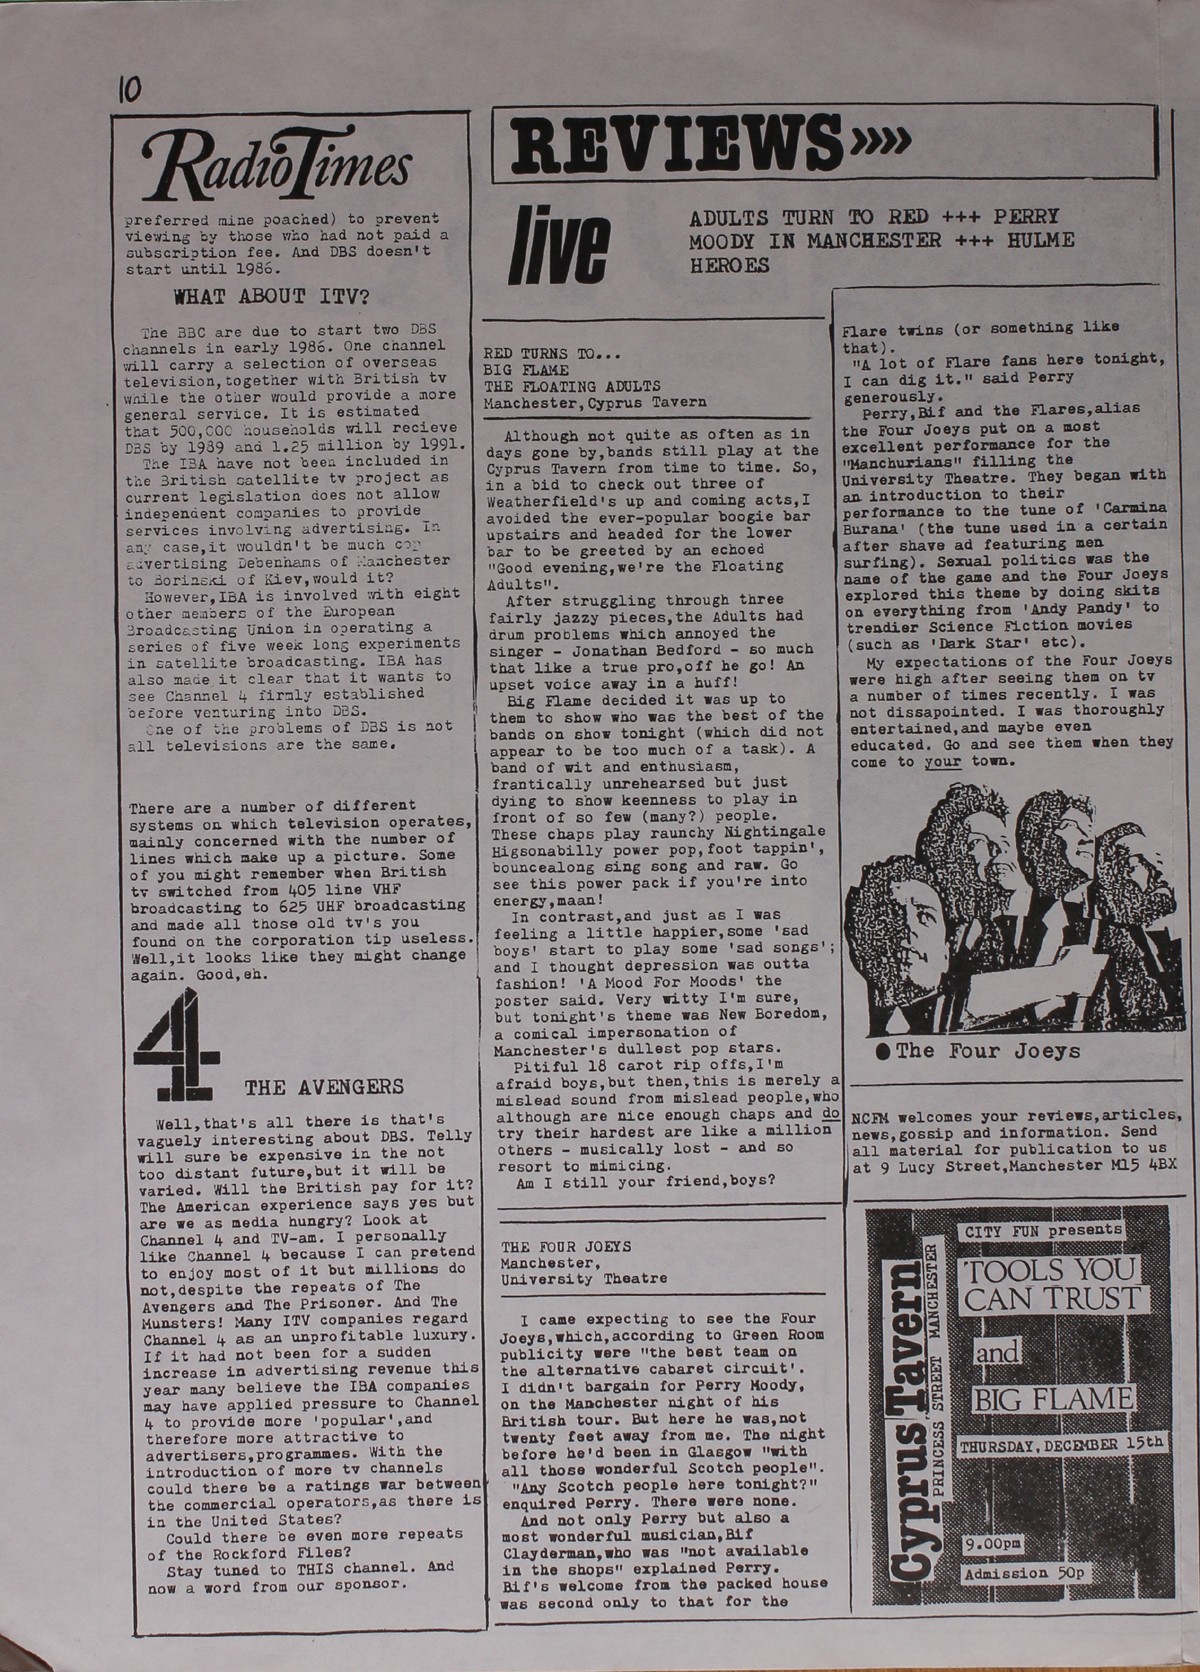 10
RadioTimes
preferred mine poached) to prevent
viewing by those who had not paid a
subscription fee. And DBS doesn't
start until 1986.
WHAT ABOUT ITV?
The BBC are due to start two DBS
channels in early 1986. One channel
will carry a selection of overseas
television,together with British tv
while the other would provide a more
general service. It is estimated
that 500,000 households will recieve
DBS by 1989 and 1.25 million by 1991.
The IBA have not been included in
the British satellite tv project as
current legislation does not allow
independent companies to provide
services involving advertising. In
any case,it wouldn't be much cop
advertising Debenhams of Manchester
to Borinski of Kiev,would it?
However,IBA is involved with eight
other members of the European
Broadcasting Union in operating a
series of five week long experiments
in satellite broadcasting. IBA has
also made it clear that it wants to
see Channel 4 firmly established
before venturing into DBS.
One of the problems of DBS is not
all televisions are the same.
There are a number of different
systems on which television operates,
mainly concerned with the number of
lines which make up a picture. Some
of you might remember when British
tv switched from 405 line VHF
broadcasting to 625 UHF broadcasting
and made all those old tv's you
found on the corporation tip useless.
Well,it looks like they might change
again. Good,eh.
4
THE AVENGERS
Well,that's all there is that's
vaguely interesting about DBS. Telly
will sure be expensive in the not
too distant future,but it will be
varied. Will the British pay for it?
The American experience says yes but
are we as media hungry? Look at
Channel 4 and TV-am. I personally
like Channel 4 because I can pretend
to enjoy most of it but millions do
not,despite the repeats of The
Avengers and The Prisoner. And The
Munsters! Many ITV companies regard
Channel 4 as an unprofitable luxury.
If it had not been for a sudden
increase in advertising revenue this
year many believe the IBA companies
may have applied pressure to Channel
4 to provide more 'popular',and
therefore more attractive to
advertisers,programmes. With the
introduction of more tv channels
could there be a ratings war between
the commercial operators,as there is
in the United States?
Could there be even more repeats
of the Rockford Files?
Stay tuned to THIS channel. And
now a word from our sponsor.
REVIEWS»»
live
ADULTS TURN TO RED +++ PERRY
MOODY IN MANCHESTER +++ HULME
HEROES
RED TURNS TO...
BIG FLAME
THE FLOATING ADULTS
Manchester,Cyprus Tavern
Although not quite as often as in
days gone by,bands still play at the
Cyprus Tavern from time to time. So,
in a bid to check out three of
Weatherfield's up and coming acts,I
avoided the ever-popular boogie bar
upstairs and headed for the lower
bar to be greeted by an echoed
"Good evening,we're the Floating
Adults".
After struggling through three
fairly jazzy pieces,the Adults had
drum problems which annoyed the
singer - Jonathan Bedford - so much
that like a true pro,off he go! An
upset voice away in a huff!
Big Flame decided it was up to
them to show who was the best of the
bands on show tonight (which did not
appear to be too much of a task). A
band of wit and enthusiasm,
frantically unrehearsed but just
dying to show keenness to play in
front of so few (many?) people.
These chaps play raunchy Nightingale
Higsonabilly power pop,foot tappin',
bouncealong sing song and raw. Go
see this power pack if you're into
energy,maan!
In contrast,and just as I was
feeling a little happier,some 'sad
boys' start to play some 'sad songs';
and I thought depression was outta
fashion! 'A Mood For Moods' the
poster said. Very witty I'm sure,
but tonight's theme was New Boredom,
a comical impersonation of
Manchester's dullest pop stars.
Pitiful 18 carot rip offs,I'm
afraid boys,but then,this is merely a
mislead sound from mislead people,who
although are nice enough chaps and do
try their hardest are like a million
others - musically lost - and so
resort to mimicing.
Am I still your friend,boys?
THE FOUR JOEYS
Manchester,
University Theatre
I came expecting to see the Four
Joeys,which,according to Green Room
publicity were "the best team on
the alternative cabaret circuit'.
I didn't bargain for Perry Moody,
on the Manchester night of his
British tour. But here he was,not
twenty feet away from me. The night
before he'd been in Glasgow "with
all those wonderful Scotch people".
"Any Scotch people here tonight?"
enquired Perry. There were none.
And not only Perry but also a
most wonderful musician,Bif
Clayderman,who was "not available
in the shops" explained Perry.
Bif's welcome from the packed house
was second only to that for the
Flare twins (or something like
that).
"A lot of Flare fans here tonight,
I can dig it." said Perry
generously.
Perry,Bif and the Flares,alias
the Four Joeys put on a most
excellent performance for the
"Manchurians" filling the
University Theatre. They began with
an introduction to their
performance to the tune of 'Carmina
Burana' (the tune used in a certain
after shave ad featuring men
surfing). Sexual politics was the
name of the game and the Four Joeys
explored this theme by doing skits
on everything from 'Andy Pandy' to
trendier Science Fiction movies
(such as 'Dark Star' etc).
My expectations of the Four Joeys
were high after seeing them on tv
a number of times recently. I was
not dissapointed. I was thoroughly
entertained,and maybe even
educated. Go and see them when they
come to your town.
●The Four Joeys
NCFM welcomes your reviews,articles,
news,gossip and information. Send
all material for publication to us
at 9 Lucy Street,Manchester M15 4BX
Cyprus Tavern
PRINCESS STREET MANCHESTER
CITY FUN presents
TOOLS YOU
CAN TRUST
and
BIG FLAME
THURSDAY, DECEMBER 15th
9.00pm
Admission 50p